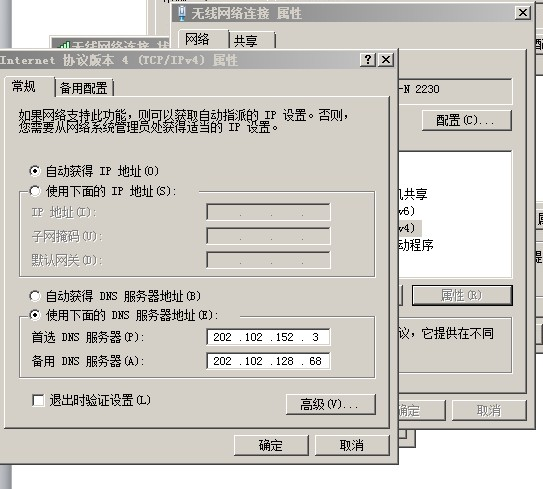 无线网络连接 属性
网络
共享
无线网络连接
Internet 协议版本 4 (TCP/IPv4) 属性
-N 2230
常规
备用配置
配置(C)...
如果网络支持此功能，则可以获取自动指派的 IP 设置。否则，
您需要从网络系统管理员处获得适当的 IP 设置。
自动获得 IP 地址(O)
使用下面的 IP 地址(S):
机共享
v6)
IP 地址(I):
v4)
子网掩码(U):
动程序
默认网关(D):
自动获得 DNS 服务器地址(B)
属性(R)
使用下面的 DNS 服务器地址(E):
首选 DNS 服务器(P):
202 .102 .152 . 3
议，它提供在不同
备用 DNS 服务器(A):
202 .102 .128 .68
退出时验证设置(L)
高级(V)...
确定
取消
确定
取消